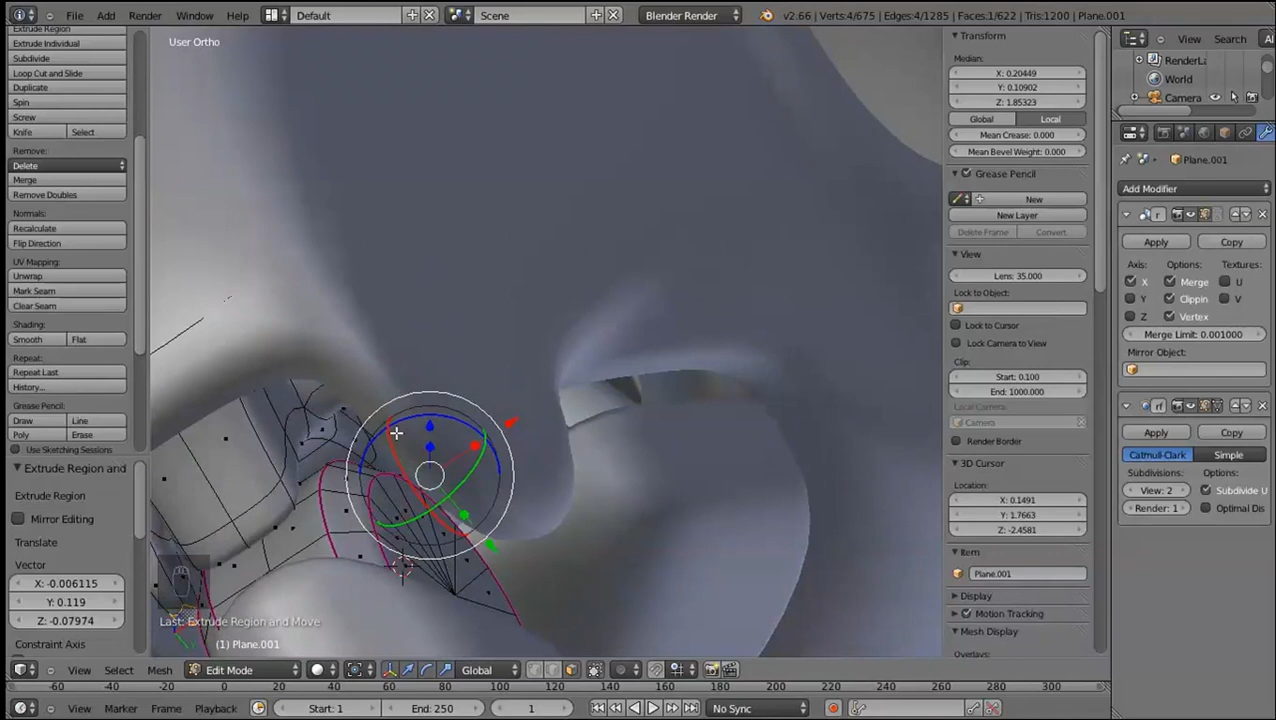 File Add Render Window Help Default Scene Blender Render v2.66 | Verts:4/675 | Edges:4/1285 | Faces:1/622 | Tris:1200 | Plane.001
Extrude Region
Extrude Individual
Subdivide
Loop Cut and Slide
Duplicate
Spin
Screw
Knife Select
Remove:
Delete
Merge
Remove Doubles
Normals:
Recalculate
Flip Direction
UV Mapping:
Unwrap
Mark Seam
Clear Seam
Shading:
Smooth Flat
Repeat:
Repeat Last
History...
Grease Pencil:
Draw Line
Poly Erase
Use Sketching Sessions
Extrude Region and
Extrude Region
Mirror Editing
Translate
Vector
X: -0.006115
Y: 0.119
Z: -0.07974
Constraint Axis
User Ortho
Last: Extrude Region and Move
(1) Plane.001
Transform
Median:
X: 0.20449
Y: 0.10902
Z: 1.85323
Global Local
Mean Crease: 0.000
Mean Bevel Weight: 0.000
Grease Pencil
New
New Layer
Delete Frame Convert
View
Lens: 35.000
Lock to Object:
Lock to Cursor
Lock Camera to View
Clip:
Start: 0.100
End: 1000.000
Local Camera:
Camera
Render Border
3D Cursor
Location:
X: 0.1491
Y: 1.7663
Z: -2.4581
Item
Plane.001
Display
Motion Tracking
Mesh Display
Overlays:
View Search
RenderLa
World
Camera
Plane.001
Add Modifier
Apply Copy
Axis: Options: Textures:
X Merge U
Y Clippin V
Z Vertex
Merge Limit: 0.001000
Mirror Object:
Apply Copy
Catmull-Clark Simple
Subdivisions: Options:
View: 2 Subdivide U
Render: 1 Optimal Dis
View Select Mesh Edit Mode Global
-60 -40 -20 0 20 40 60 80 100 120 140 160 180 200 220 240 260 280 300
View Marker Frame Playback Start: 1 End: 250 1 No Sync